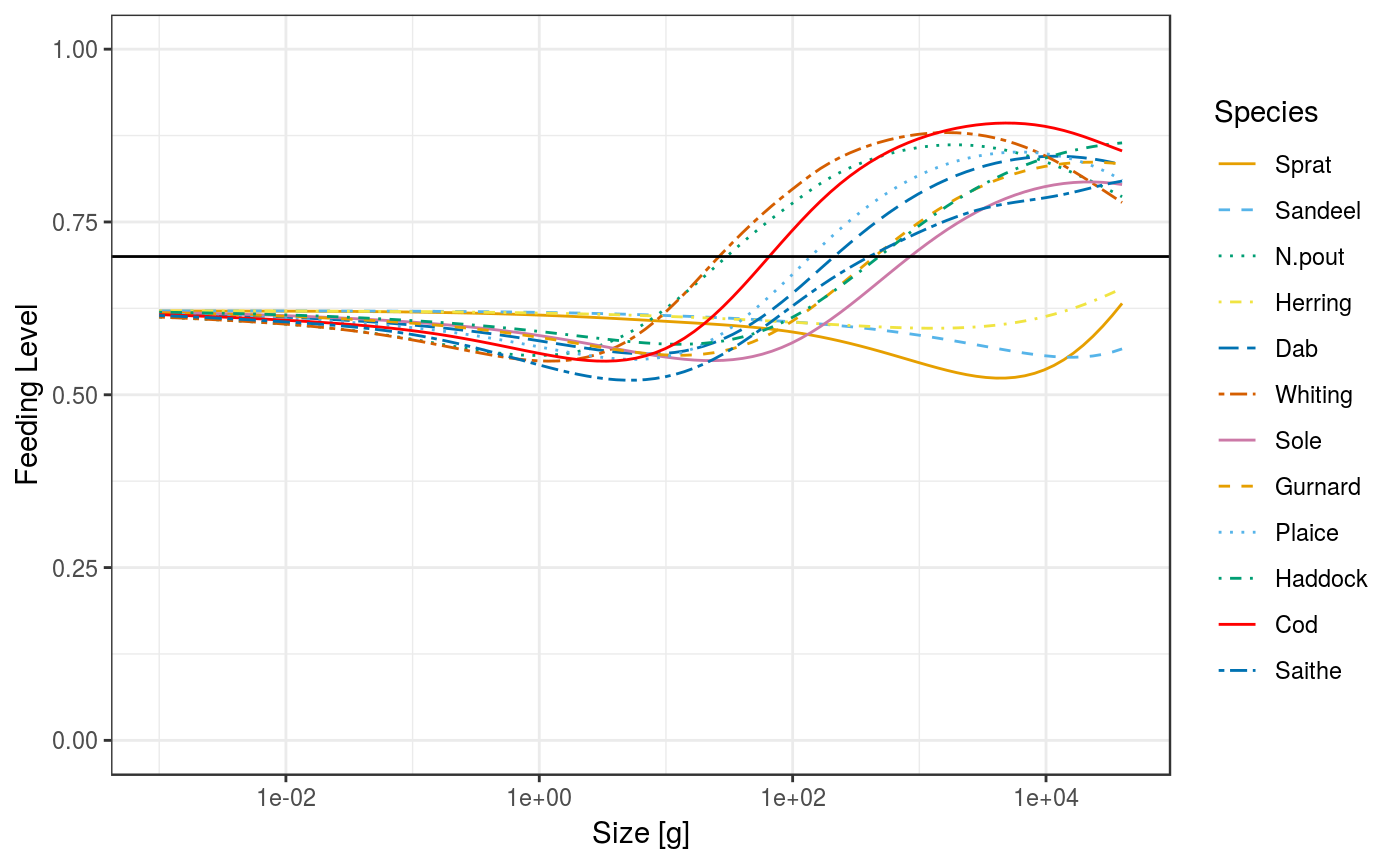 Feeding Level
1.00
0.75
0.50
0.25
0.00
1e-02
1e+00
1e+02
1e+04
Size [g]
Species
Sprat
Sandeel
N.pout
Herring
Dab
Whiting
Sole
Gurnard
Plaice
Haddock
Cod
Saithe